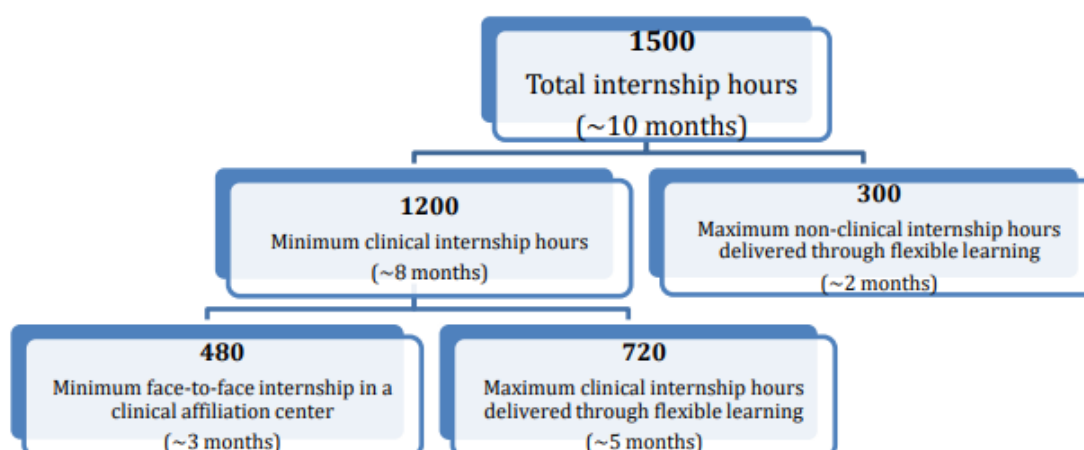 1500
Total internship hours
(~10 months)
1200
Minimum clinical internship hours
(~8 months)
300
Maximum non-clinical internship hours
delivered through flexible learning
(~2 months)
480
Minimum face-to-face internship in a
clinical affiliation center
(~3 months)
720
Maximum clinical internship hours
delivered through flexible learning
(~5 months)